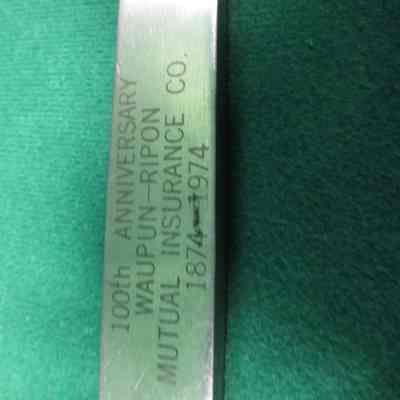 100th ANNIVERSARY
WAUPUN-RIPON
MUTUAL INSURANCE CO.
1874-1974